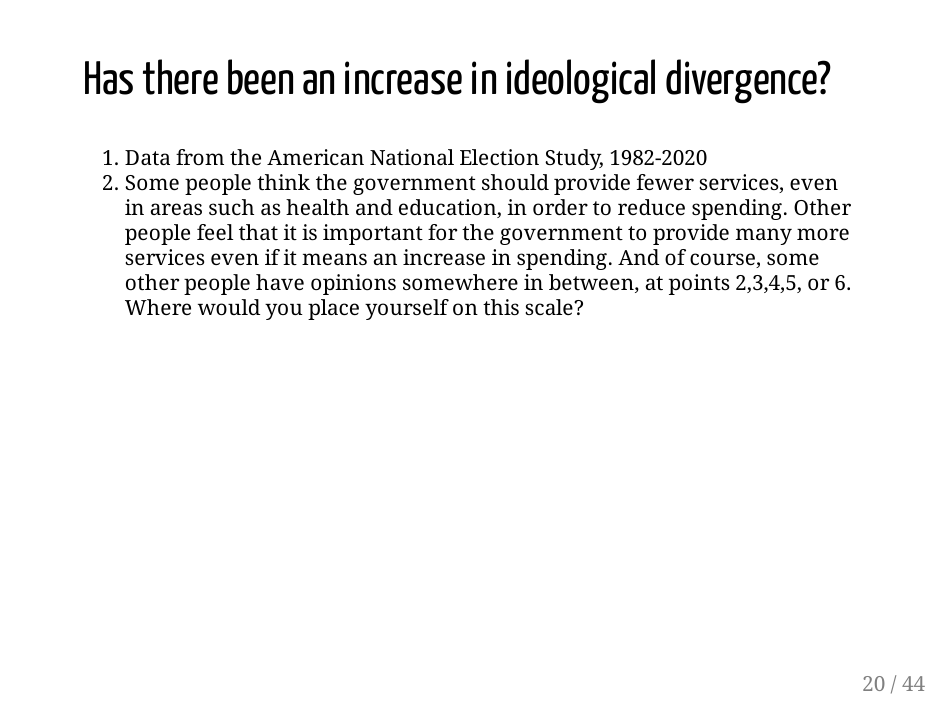 Has there been an increase in ideological divergence?
1. Data from the American National Election Study, 1982-2020
2. Some people think the government should provide fewer services, even
in areas such as health and education, in order to reduce spending. Other
people feel that it is important for the government to provide many more
services even if it means an increase in spending. And of course, some
other people have opinions somewhere in between, at points 2,3,4,5, or 6.
Where would you place yourself on this scale?
20 / 44